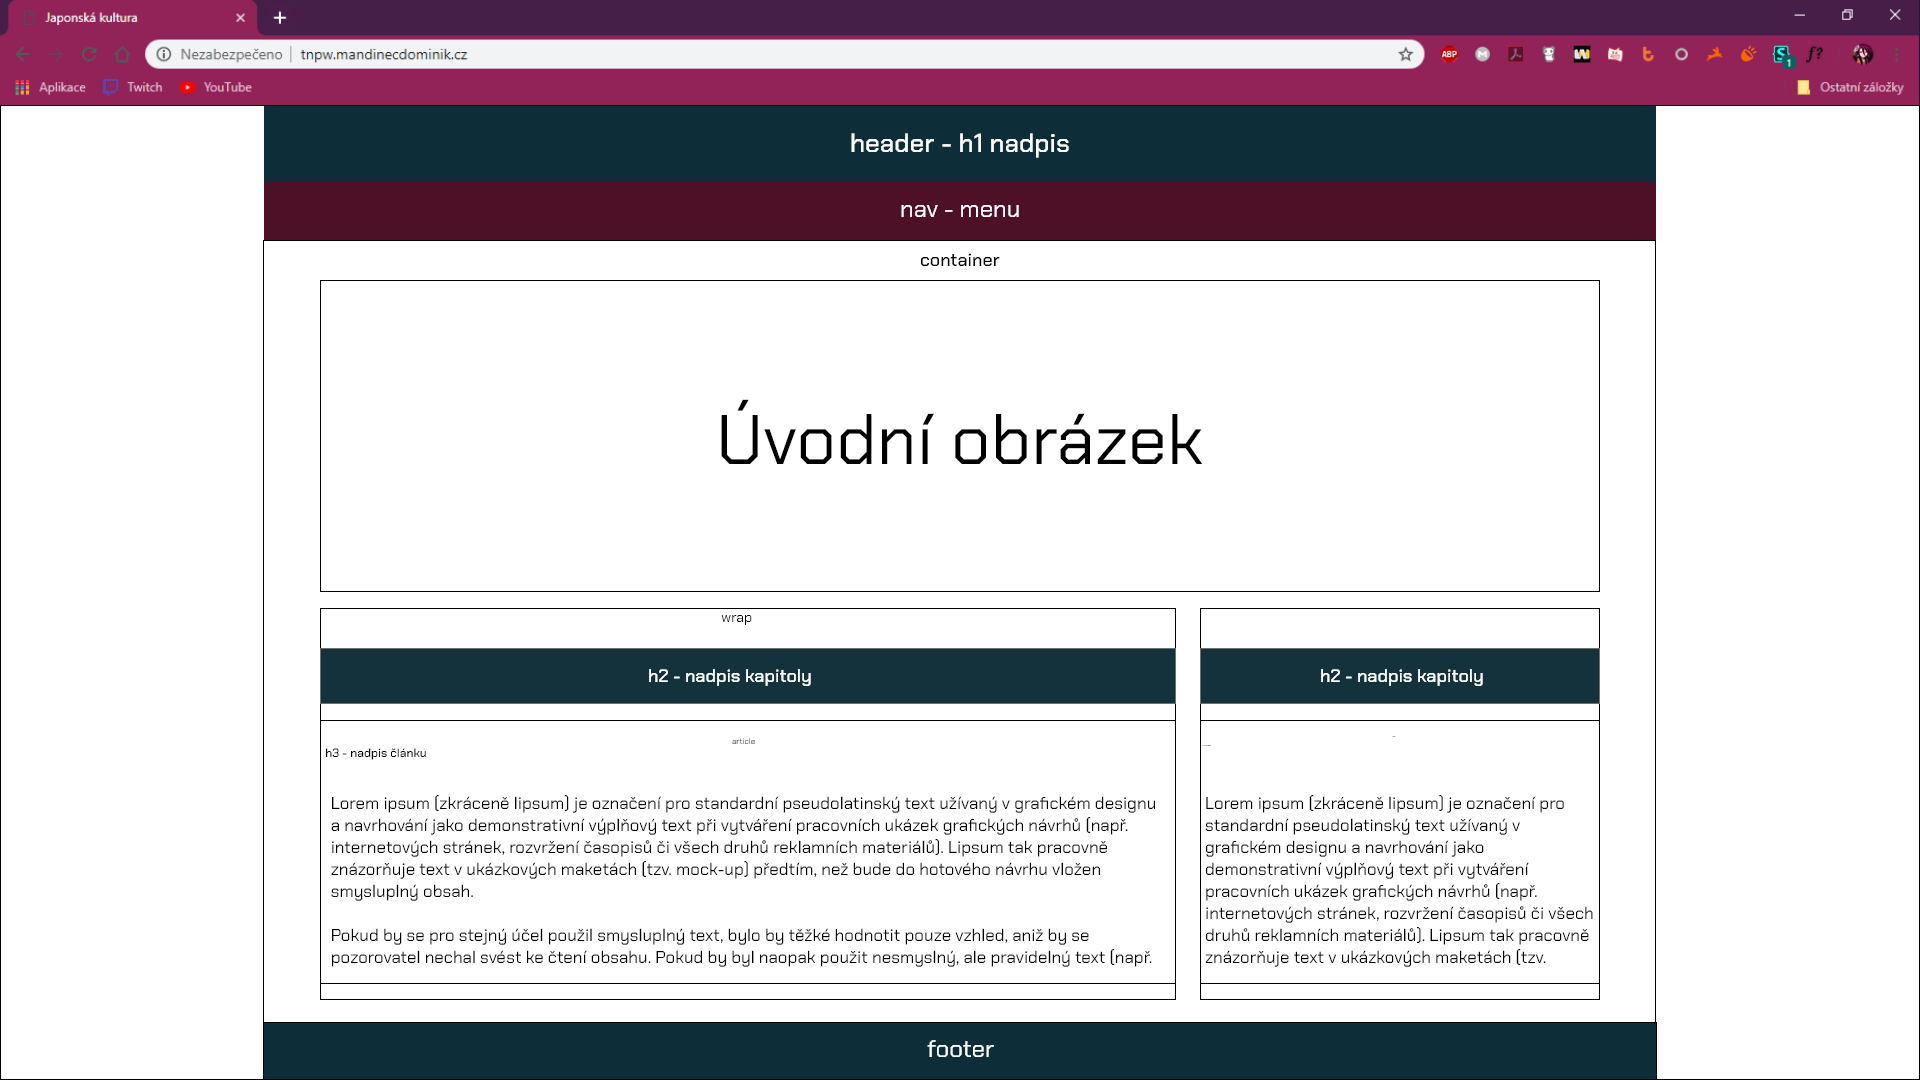 Japonská kultura
Nezabezpečeno tnpw.mandinecdominik.cz
ABP
1
f?
Aplikace Twitch YouTube Ostatní záložky
header - h1 nadpis
nav - menu
container
Úvodní obrázek
wrap
h2 - nadpis kapitoly
article
h3 - nadpis článku
Lorem ipsum (zkráceně lipsum) je označení pro standardní pseudolatinský text užívaný v grafickém designu
a navrhování jako demonstrativní výplňový text při vytváření pracovních ukázek grafických návrhů (např.
internetových stránek, rozvržení časopisů či všech druhů reklamních materiálů). Lipsum tak pracovně
znázorňuje text v ukázkových maketách (tzv. mock-up) předtím, než bude do hotového návrhu vložen
smysluplný obsah.
Pokud by se pro stejný účel použil smysluplný text, bylo by těžké hodnotit pouze vzhled, aniž by se
pozorovatel nechal svést ke čtení obsahu. Pokud by byl naopak použit nesmyslný, ale pravidelný text (např.
h2 - nadpis kapitoly
Lorem ipsum (zkráceně lipsum) je označení pro
standardní pseudolatinský text užívaný v
grafickém designu a navrhování jako
demonstrativní výplňový text při vytváření
pracovních ukázek grafických návrhů (např.
internetových stránek, rozvržení časopisů či všech
druhů reklamních materiálů). Lipsum tak pracovně
znázorňuje text v ukázkových maketách (tzv.
footer